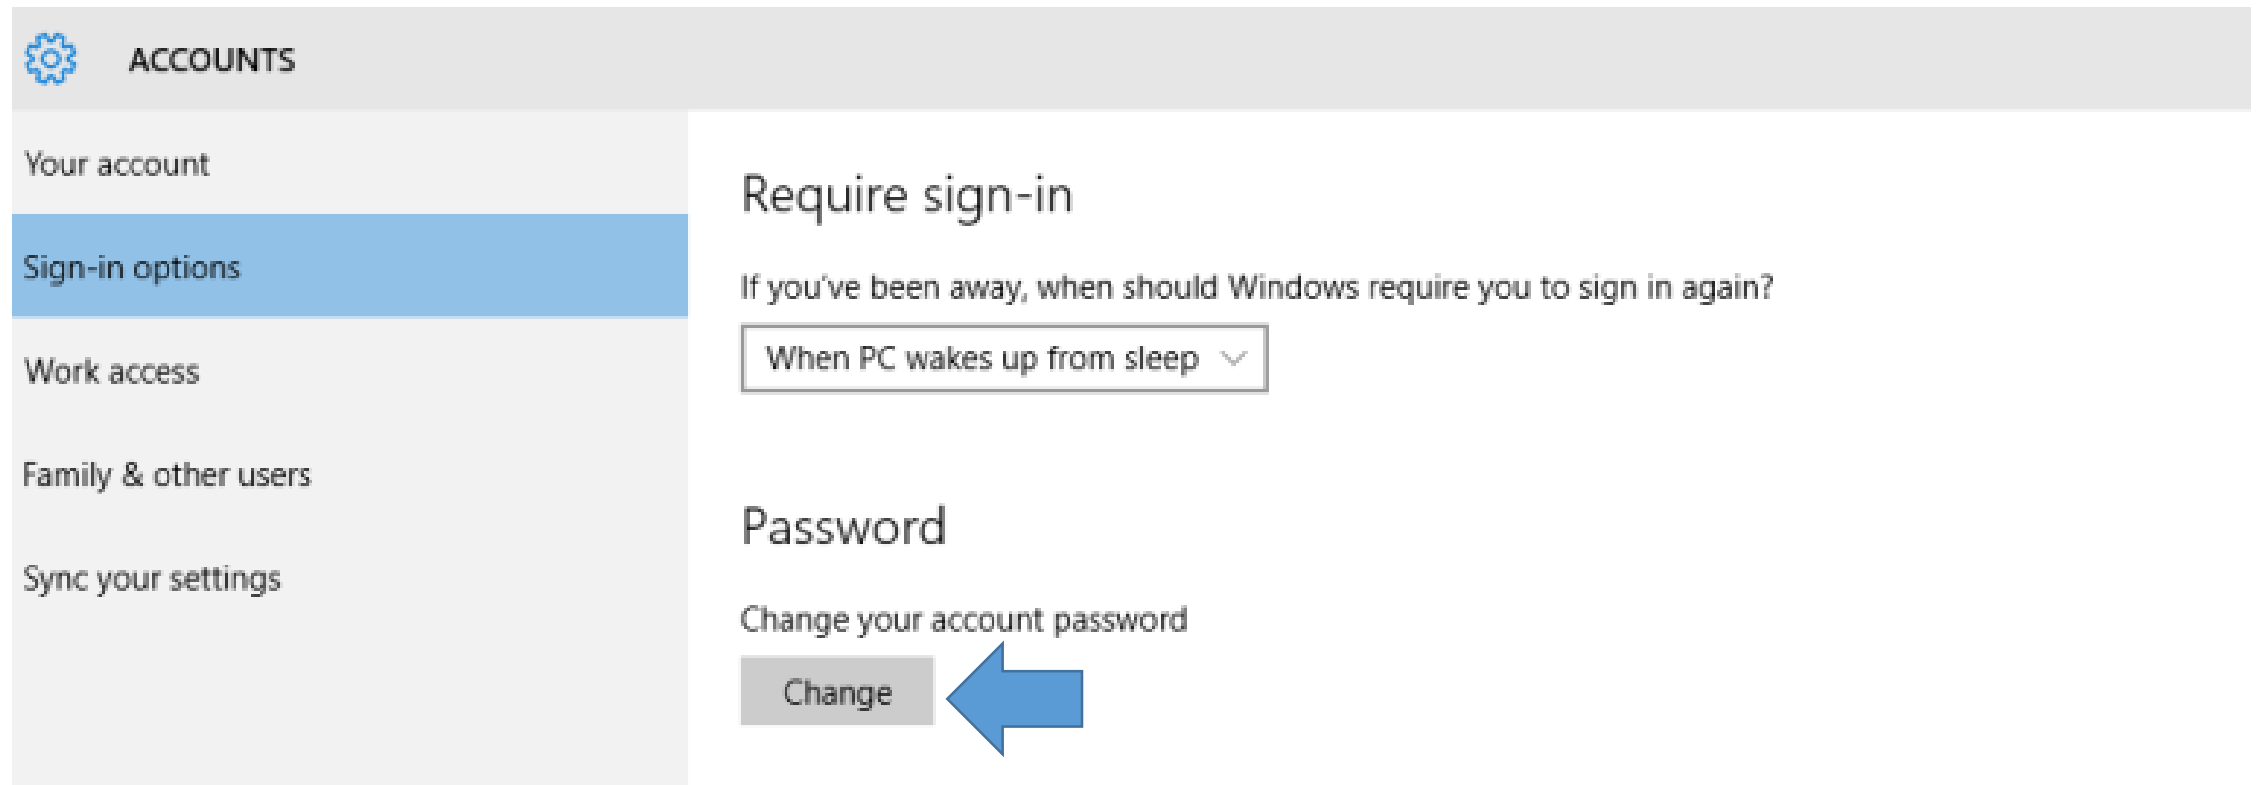 ACCOUNTS
Your account
Sign-in options
Work access
Family & other users
Sync your settings
Require sign-in
If you've been away, when should Windows require you to sign in again?
When PC wakes up from sleep
Password
Change your account password
Change